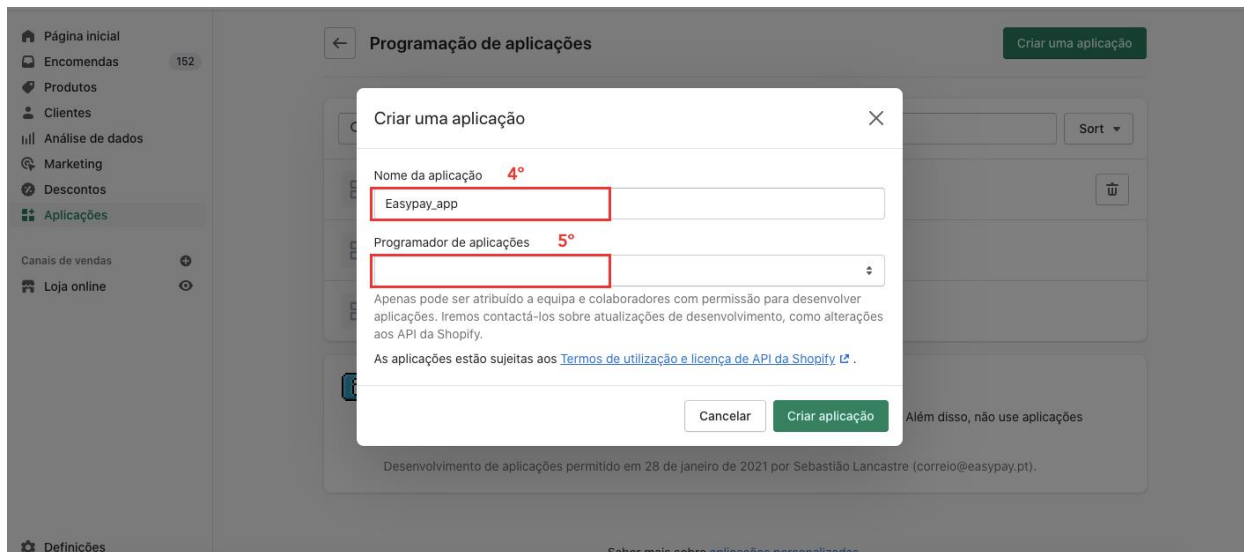 Página inicial
Encomendas 152
Produtos
Clientes
Análise de dados
Marketing
Descontos
Aplicações
Canais de vendas
Loja online
Definições
Programação de aplicações
Criar uma aplicação
Sort
Criar uma aplicação
Nome da aplicação 4º
Easypay_app
Programador de aplicações 5º
Apenas pode ser atribuído a equipa e colaboradores com permissão para desenvolver
aplicações. Iremos contactá-los sobre atualizações de desenvolvimento, como alterações
aos API da Shopify.
As aplicações estão sujeitas aos Termos de utilização e licença de API da Shopify .
Cancelar
Criar aplicação
Além disso, não use aplicações
Desenvolvimento de aplicações permitido em 28 de janeiro de 2021 por Sebastião Lancastre (correio@easypay.pt).
Saber mais sobre aplicações personalizadas